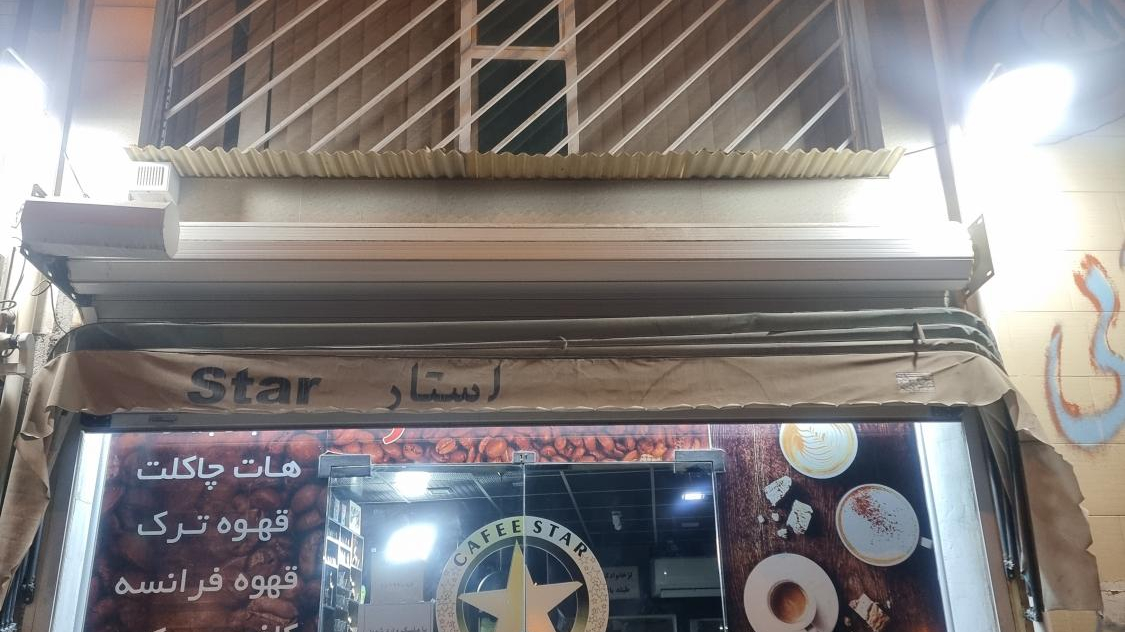 Star استار
هات چاکلت
قهوه ترک
قهوه فرانسه
CAFEE STAR